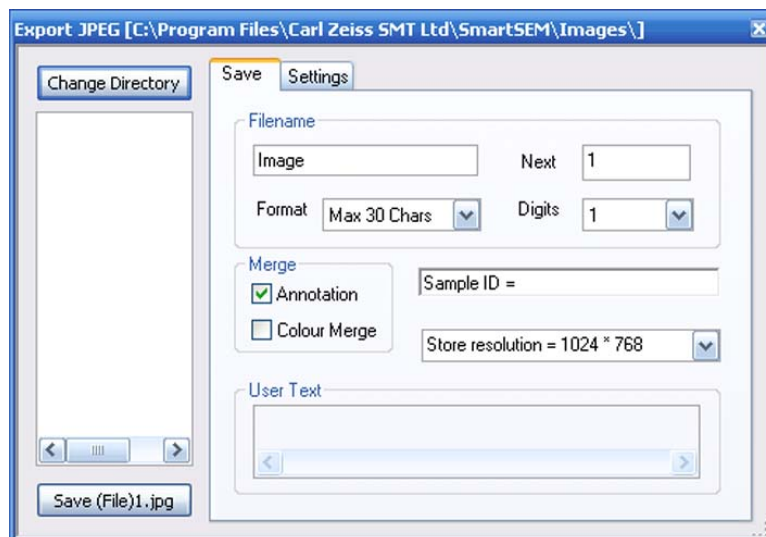 Export JPEG [C:\Program Files\Carl Zeiss SMT Ltd\SmartSEM\Images\]
Change Directory
Save Settings
Filename
Image Next 1
Format Max 30 Chars Digits 1
Merge
Annotation
Sample ID =
Colour Merge
Store resolution = 1024 * 768
User Text
Save (File)1.jpg